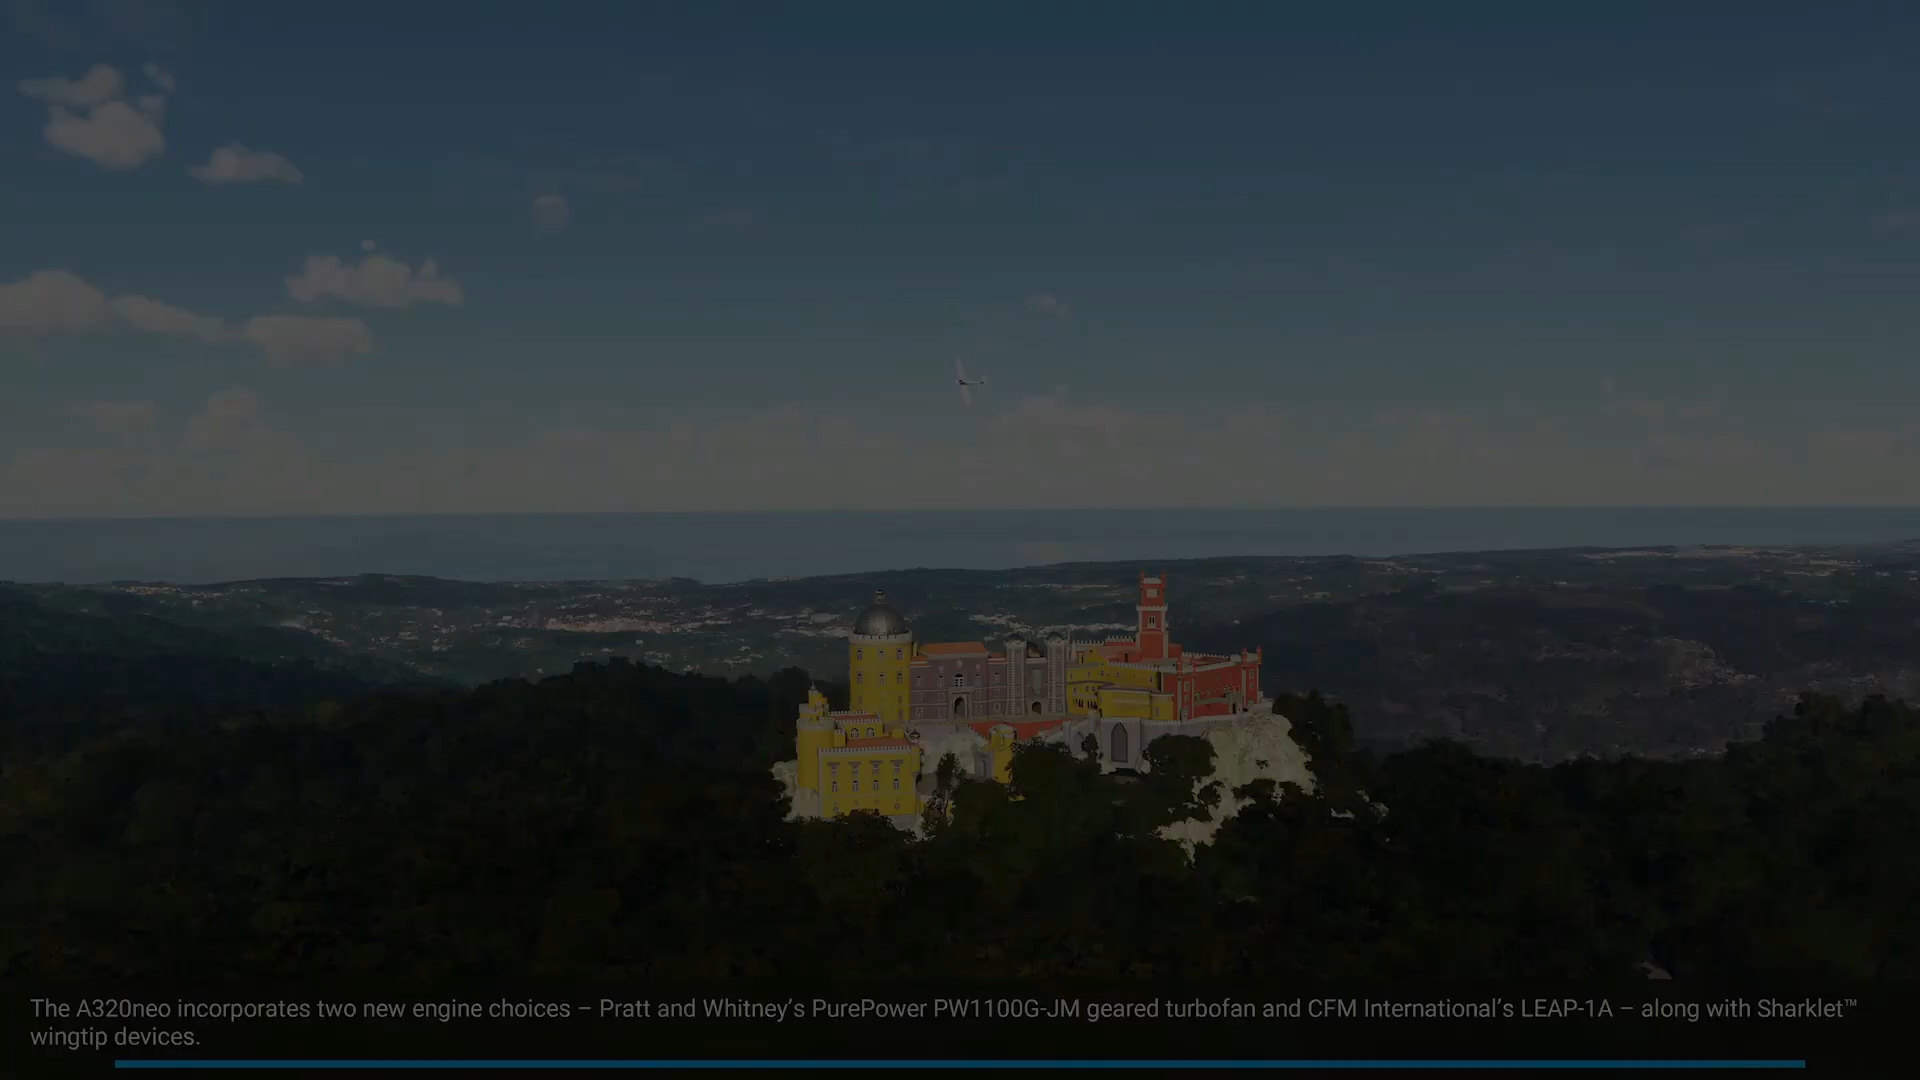 The A320neo incorporates two new engine choices – Pratt and Whitney’s PurePower PW1100G-JM geared turbofan and CFM International’s LEAP-1A – along with Sharklet™
wingtip devices.